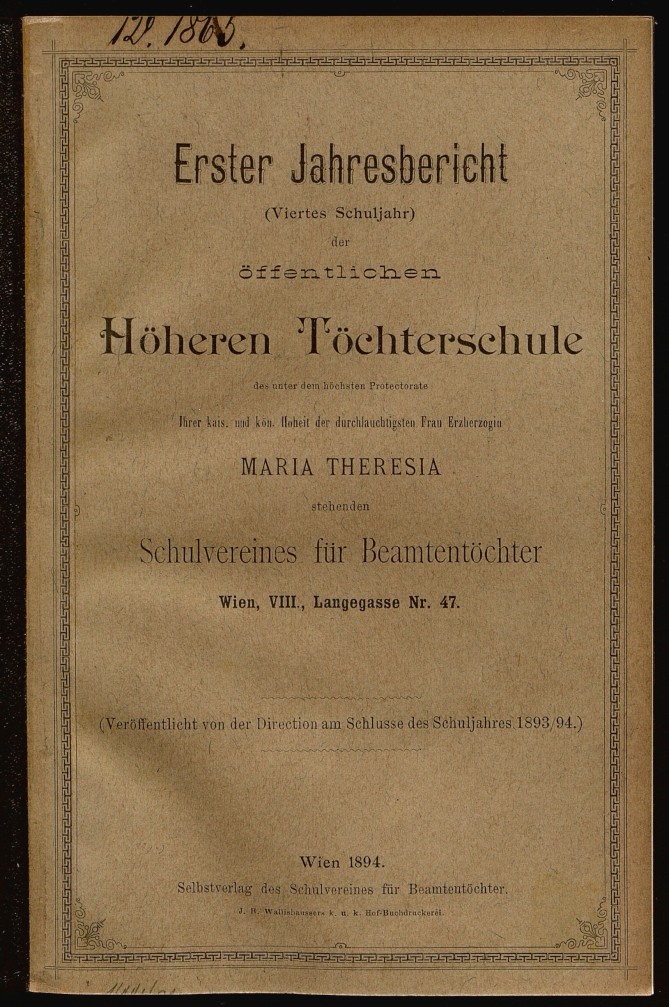 12. 1865.
Erster Jahresbericht
(Viertes Schuljahr)
der
öffentlichen
Höheren Töchterschule
des unter dem höchsten Protectorate
Ihrer kais. und kön. Hoheit der durchlauchtigsten Frau Erzherzogin
MARIA THERESIA
stehenden
Schulvereines für Beamtentöchter
Wien, VIII., Langegasse Nr. 47.
(Veröffentlicht von der Direction am Schlusse des Schuljahres 1893/94.)
Wien 1894.
Selbstverlag des Schulvereines für Beamtentöchter.
J. B. Wallishaussers k. u. k. Hof-Buchdruckerei.